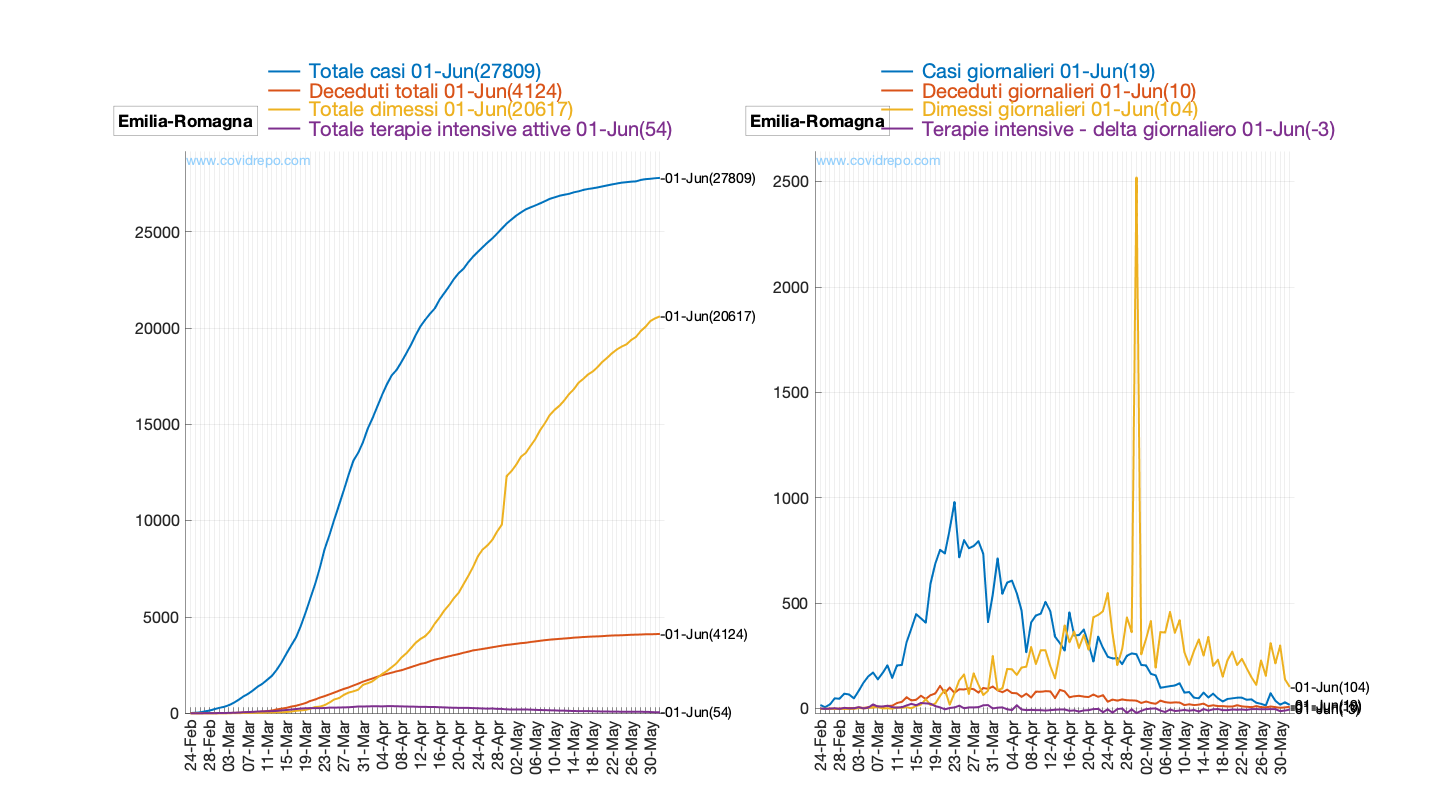 Totale casi 01-Jun(27809)
Deceduti totali 01-Jun(4124)
Totale dimessi 01-Jun(20617)
Totale terapie intensive attive 01-Jun(54)
Emilia-Romagna
www.covidrepo.com
25000
20000
15000
10000
5000
0
-01-Jun(27809)
-01-Jun(20617)
-01-Jun(4124)
-01-Jun(54)
24-Feb
28-Feb
03-Mar
07-Mar
11-Mar
15-Mar
19-Mar
23-Mar
27-Mar
31-Mar
04-Apr
08-Apr
12-Apr
16-Apr
20-Apr
24-Apr
28-Apr
02-May
06-May
10-May
14-May
18-May
22-May
26-May
30-May
Casi giornalieri 01-Jun(19)
Deceduti giornalieri 01-Jun(10)
Dimessi giornalieri 01-Jun(104)
Terapie intensive - delta giornaliero 01-Jun(-3)
Emilia-Romagna
www.covidrepo.com
2500
2000
1500
1000
500
0
-01-Jun(104)
24-Feb
28-Feb
03-Mar
07-Mar
11-Mar
15-Mar
19-Mar
23-Mar
27-Mar
31-Mar
04-Apr
08-Apr
12-Apr
16-Apr
20-Apr
24-Apr
28-Apr
02-May
06-May
10-May
14-May
18-May
22-May
26-May
30-May